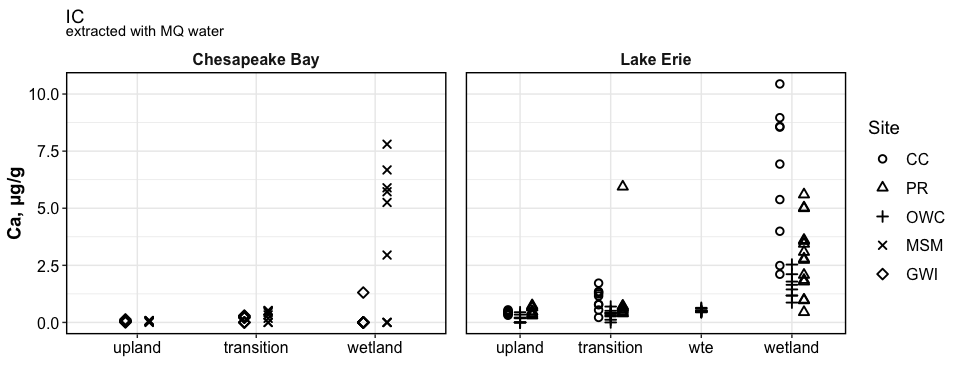 IC
extracted with MQ water
Chesapeake Bay
Lake Erie
Ca, µg/g
10.0
7.5
5.0
2.5
0.0
upland transition wetland
upland transition wte wetland
Site
CC
PR
OWC
MSM
GWI